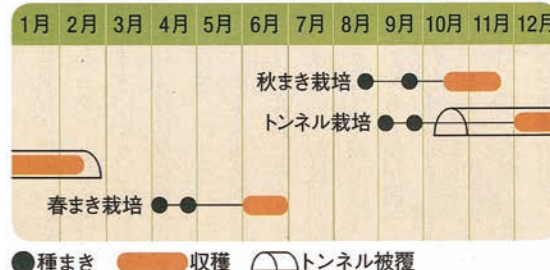 1月 2月 3月 4月 5月 6月 7月 8月 9月 10月 11月 12月
秋まき栽培
トンネル栽培
春まき栽培
種まき 収穫 トンネル被覆